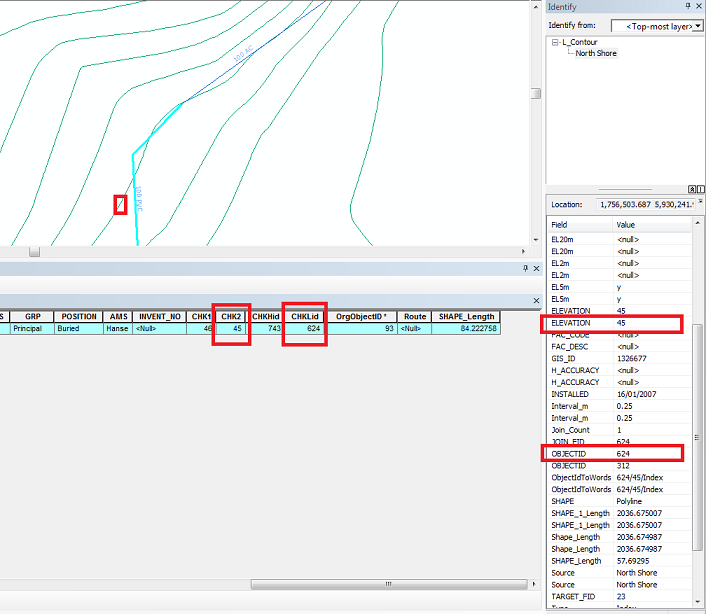 Identify
Identify from: <Top-most layer>
L_Contour
North Shore
100 AC
100 PVC
Location: 1,756,503.687 5,930,241.
Field Value
EL20m <null>
EL20m <null>
EL2m <null>
EL2m <null>
EL5m y
EL5m y
ELEVATION 45
ELEVATION 45
FAC_CODE <null>
FAC_DESC <null>
GIS_ID 1326677
H_ACCURACY <null>
H_ACCURACY <null>
INSTALLED 16/01/2007
Interval_m 0.25
Interval_m 0.25
Join_Count 1
JOIN_FID 624
OBJECTID 624
OBJECTID 312
ObjectIdToWords 624/45/Index
ObjectIdToWords 624/45/Index
SHAPE Polyline
SHAPE_1_Length 2036.675007
SHAPE_1_Length 2036.675007
Shape_Length 2036.674987
Shape_Length 2036.674987
SHAPE_Length 57.69295
Source North Shore
Source North Shore
TARGET_FID 23
Type Index
S GRP POSITION AMS INVENT_NO CHK1 CHK2 CHKHid CHKLid OrgObjectID * Route SHAPE_Length
Principal Buried Hanse <Null> 46 45 743 624 93 <Null> 84.222758